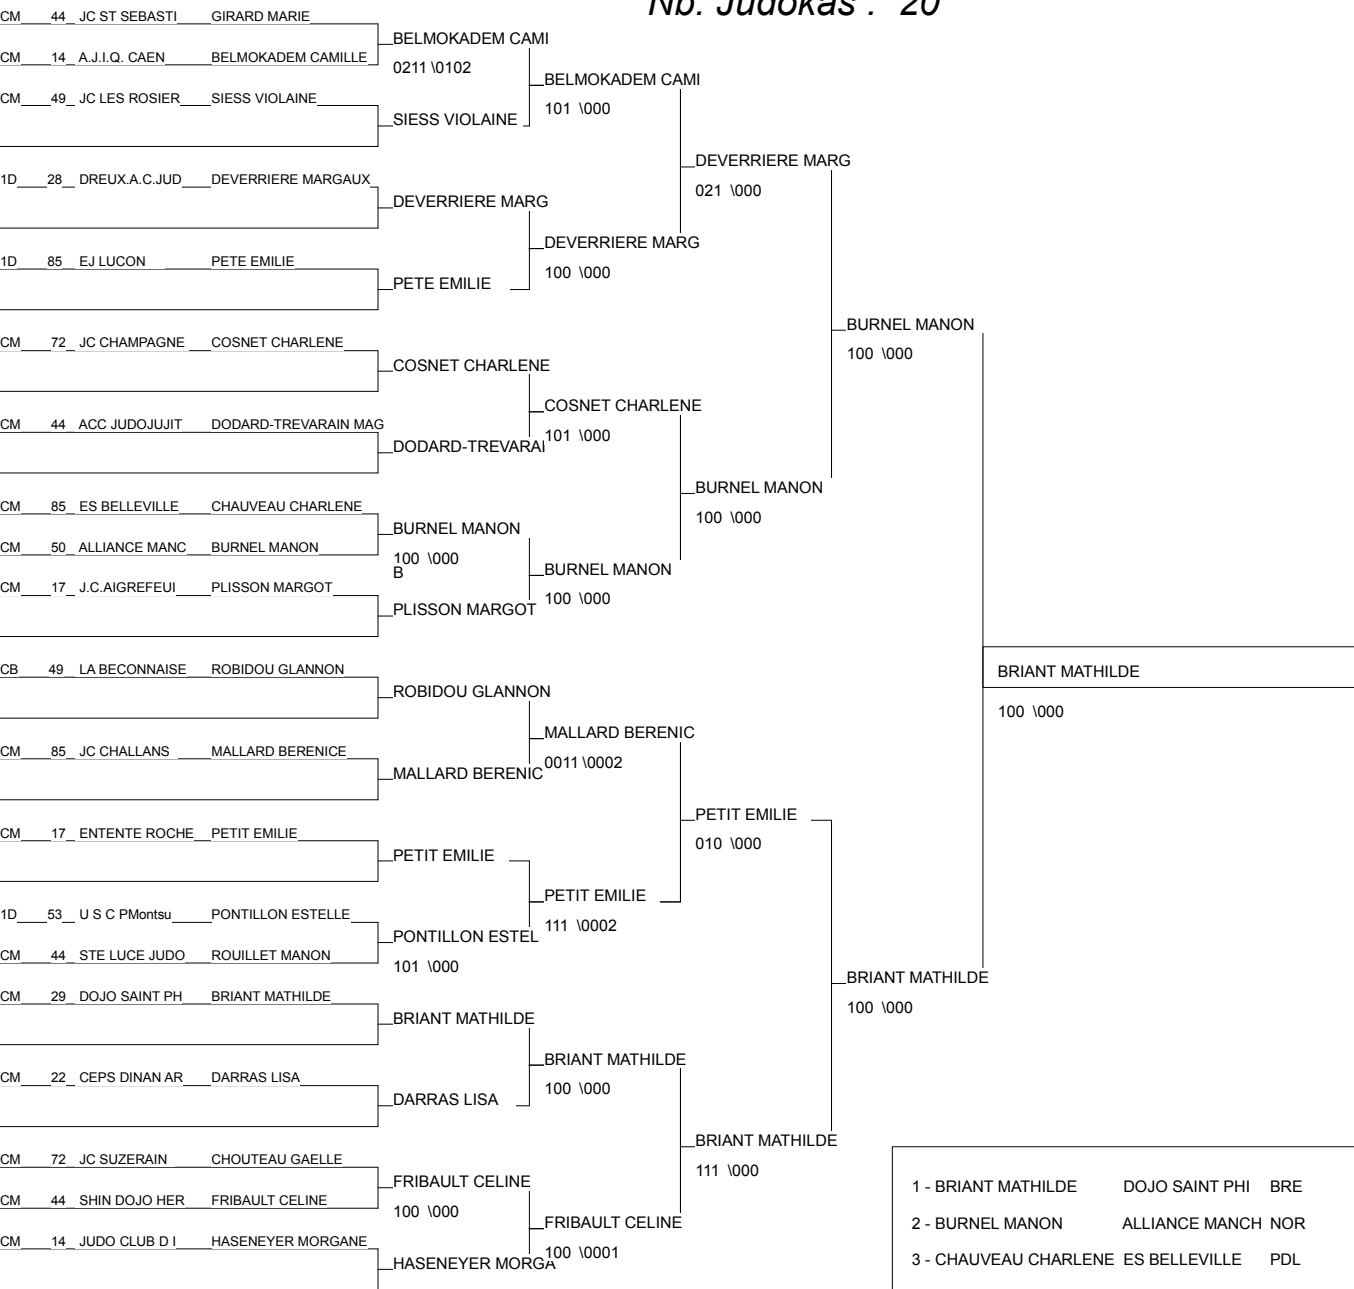 Nb. Judokas : 20
CM 44 JC ST SEBASTI GIRARD MARIE
BELMOKADEM CAMI
CM 14 A.J.I.Q. CAEN BELMOKADEM CAMILLE
0211 \0102
BELMOKADEM CAMI
CM 49 JC LES ROSIER SIESS VIOLAINE
101 \000
SIESS VIOLAINE
DEVERRIERE MARG
1D 28 DREUX.A.C.JUD DEVERRIERE MARGAUX
021 \000
DEVERRIERE MARG
DEVERRIERE MARG
1D 85 EJ LUCON PETE EMILIE
100 \000
PETE EMILIE
BURNEL MANON
CM 72 JC CHAMPAGNE COSNET CHARLENE
100 \000
COSNET CHARLENE
COSNET CHARLENE
CM 44 ACC JUDOJUJIT DODARD-TREVARAIN MAG
101 \000
DODARD-TREVARAI
BURNEL MANON
CM 85 ES BELLEVILLE CHAUVEAU CHARLENE
100 \000
BURNEL MANON
CM 50 ALLIANCE MANC BURNEL MANON
100 \000
B
BURNEL MANON
CM 17 J.C.AIGREFEUI PLISSON MARGOT
100 \000
PLISSON MARGOT
CB 49 LA BECONNAISE ROBIDOU GLANNON
BRIANT MATHILDE
ROBIDOU GLANNON
100 \000
MALLARD BERENIC
CM 85 JC CHALLANS MALLARD BERENICE
0011 \0002
MALLARD BERENIC
PETIT EMILIE
CM 17 ENTENTE ROCHE PETIT EMILIE
010 \000
PETIT EMILIE
PETIT EMILIE
1D 53 U S C PMontsu PONTILLON ESTELLE
111 \0002
PONTILLON ESTEL
CM 44 STE LUCE JUDO ROUILLET MANON
101 \000
BRIANT MATHILDE
CM 29 DOJO SAINT PH BRIANT MATHILDE
100 \000
BRIANT MATHILDE
BRIANT MATHILDE
CM 22 CEPS DINAN AR DARRAS LISA
100 \000
DARRAS LISA
BRIANT MATHILDE
CM 72 JC SUZERAIN CHOUTEAU GAELLE
111 \000
FRIBAULT CELINE
CM 44 SHIN DOJO HER FRIBAULT CELINE
100 \000
FRIBAULT CELINE
CM 14 JUDO CLUB D I HASENEYER MORGANE
100 \0001
HASENEYER MORGA
1 - BRIANT MATHILDE DOJO SAINT PHI BRE
2 - BURNEL MANON ALLIANCE MANCH NOR
3 - CHAUVEAU CHARLENE ES BELLEVILLE PDL